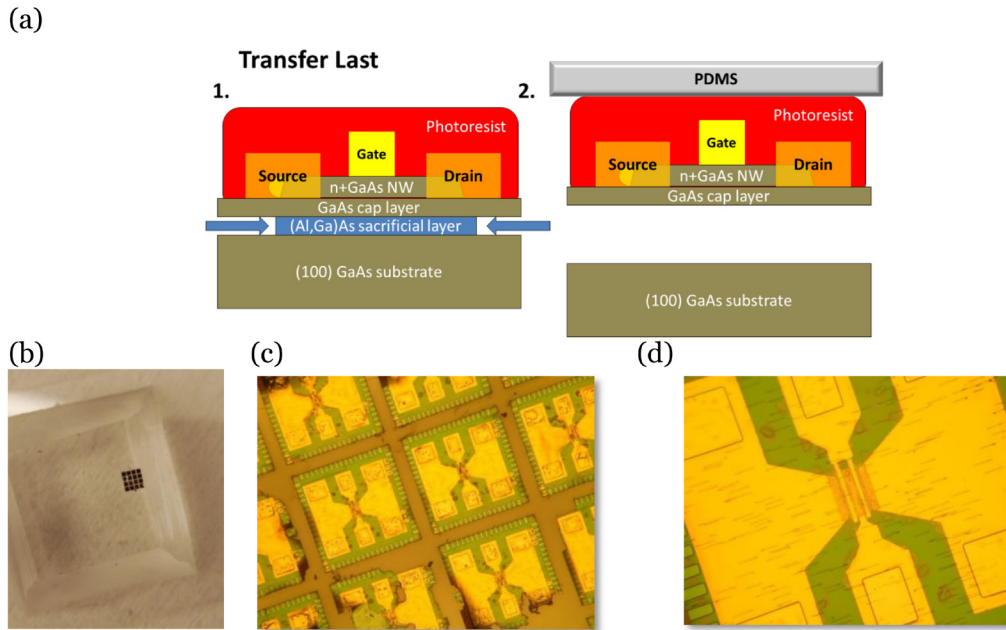 (a)
Transfer Last
1.
Photoresist
Gate
Source
Drain
n+GaAs NW
GaAs cap layer
(Al,Ga)As sacrificial layer
(100) GaAs substrate
2.
PDMS
Photoresist
Gate
Source
Drain
n+GaAs NW
GaAs cap layer
(100) GaAs substrate
(b)
(c)
(d)